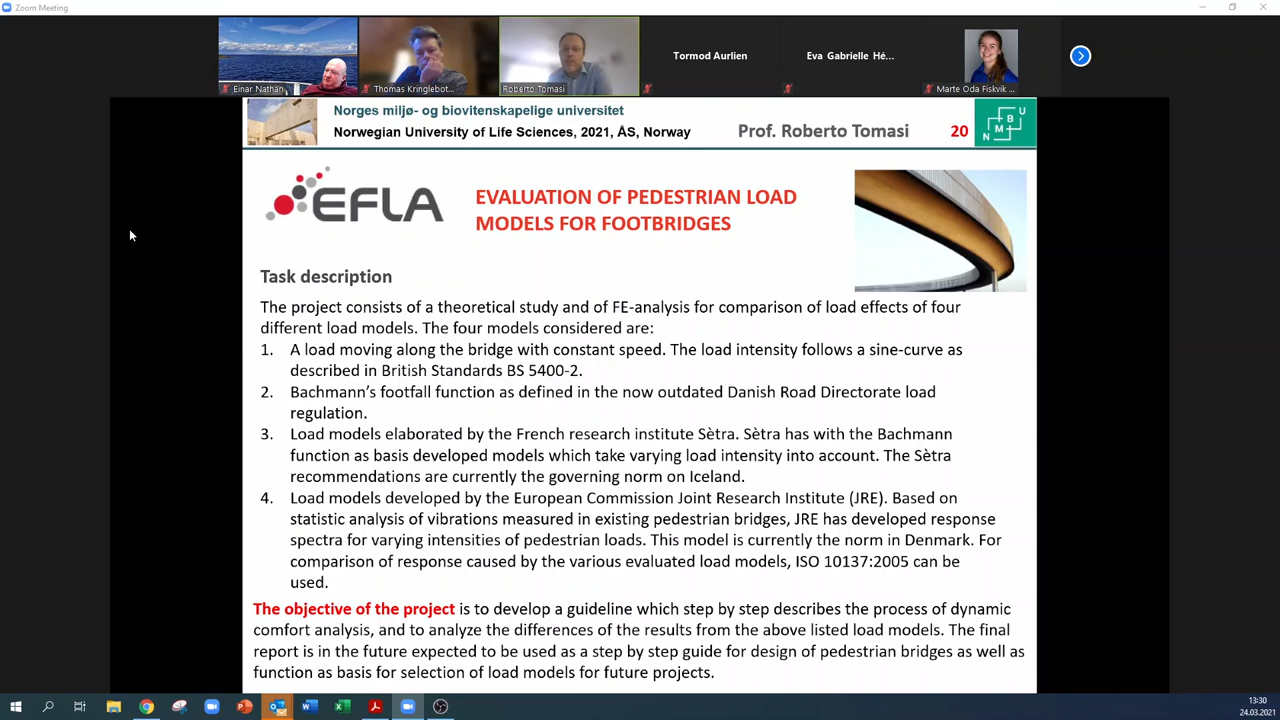 Zoom Meeting
Einar Nathan
Thomas Kringlebot...
Roberto Tomasi
Tormod Aurlien
Eva Gabrielle Hé...
Marte Oda Fiskvik ...
Norges miljø- og biovitenskapelige universitet
Norwegian University of Life Sciences, 2021, ÅS, Norway
Prof. Roberto Tomasi
20
N M B U
EFLA
EVALUATION OF PEDESTRIAN LOAD
MODELS FOR FOOTBRIDGES
Task description
The project consists of a theoretical study and of FE-analysis for comparison of load effects of four
different load models. The four models considered are:
1. A load moving along the bridge with constant speed. The load intensity follows a sine-curve as
described in British Standards BS 5400-2.
2. Bachmann's footfall function as defined in the now outdated Danish Road Directorate load
regulation.
3. Load models elaborated by the French research institute Sètra. Sètra has with the Bachmann
function as basis developed models which take varying load intensity into account. The Sètra
recommendations are currently the governing norm on Iceland.
4. Load models developed by the European Commission Joint Research Institute (JRE). Based on
statistic analysis of vibrations measured in existing pedestrian bridges, JRE has developed response
spectra for varying intensities of pedestrian loads. This model is currently the norm in Denmark. For
comparison of response caused by the various evaluated load models, ISO 10137:2005 can be
used.
The objective of the project is to develop a guideline which step by step describes the process of dynamic
comfort analysis, and to analyze the differences of the results from the above listed load models. The final
report is in the future expected to be used as a step by step guide for design of pedestrian bridges as well as
function as basis for selection of load models for future projects.
13:30
24.03.2021